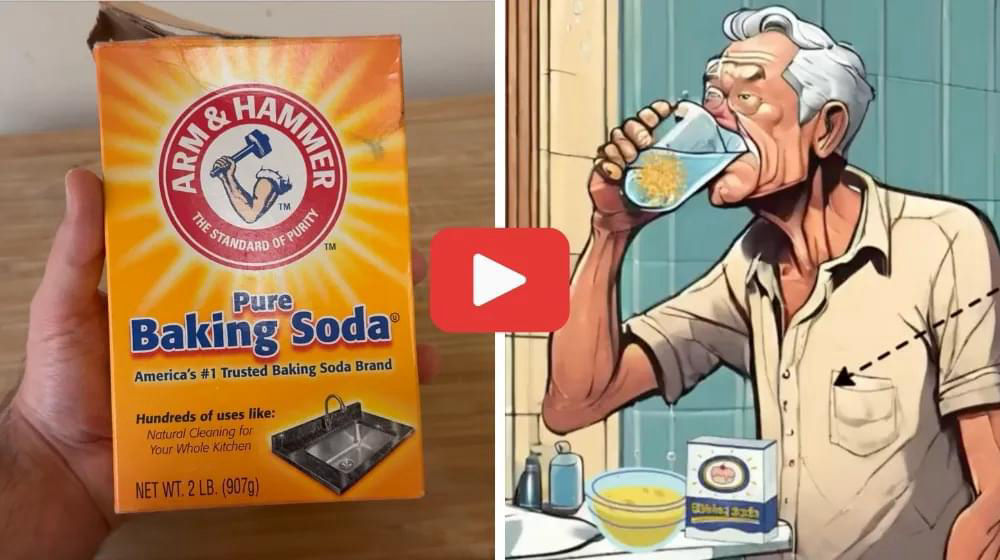 ARM & HAMMER
TM
THE STANDARD OF PURITY
TM
Pure
Baking Soda
America's #1 Trusted Baking Soda Brand
Hundreds of uses like:
Natural Cleaning for
Your Whole Kitchen
NET WT. 2 LB. (907g)